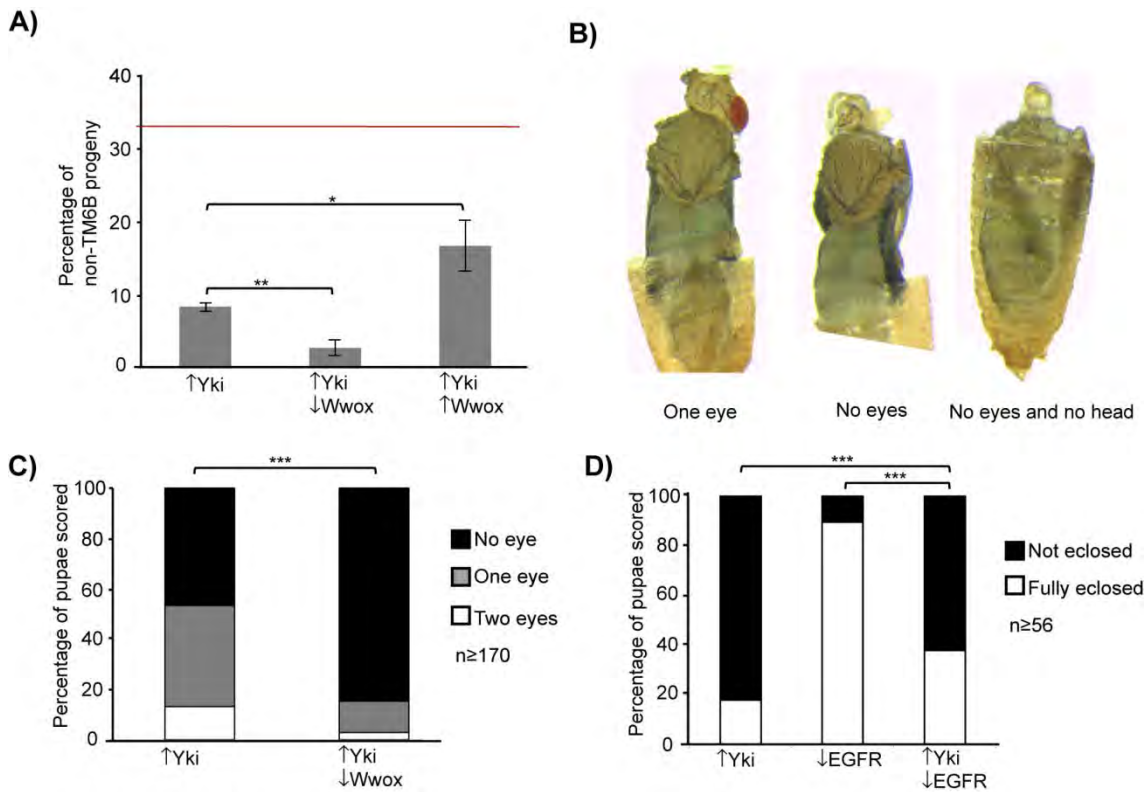 A)
Percentage of
non-TM6B progeny
40
30
20
10
0
*
**
↑Yki
↑Yki
↓Wwox
↑Yki
↑Wwox
B)
One eye
No eyes
No eyes and no head
C)
Percentage of pupae scored
100
80
60
40
20
0
***
No eye
One eye
Two eyes
n≥170
↑Yki
↑Yki
↓Wwox
D)
Percentage of pupae scored
100
80
60
40
20
0
***
***
Not eclosed
Fully eclosed
n≥56
↑Yki
↓EGFR
↑Yki
↓EGFR